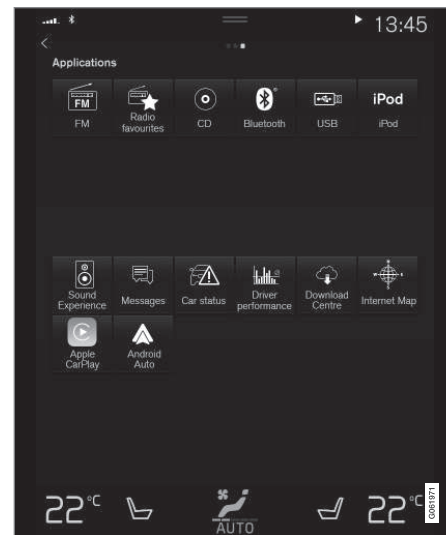 13:45
Applications
FM
FM
Radio
favourites
CD
Bluetooth
USB
iPod
iPod
Sound
Experience
Messages
Car status
Driver
performance
Download
Centre
Internet Map
Apple
CarPlay
Android
Auto
22°C
AUTO
22°C
G061971